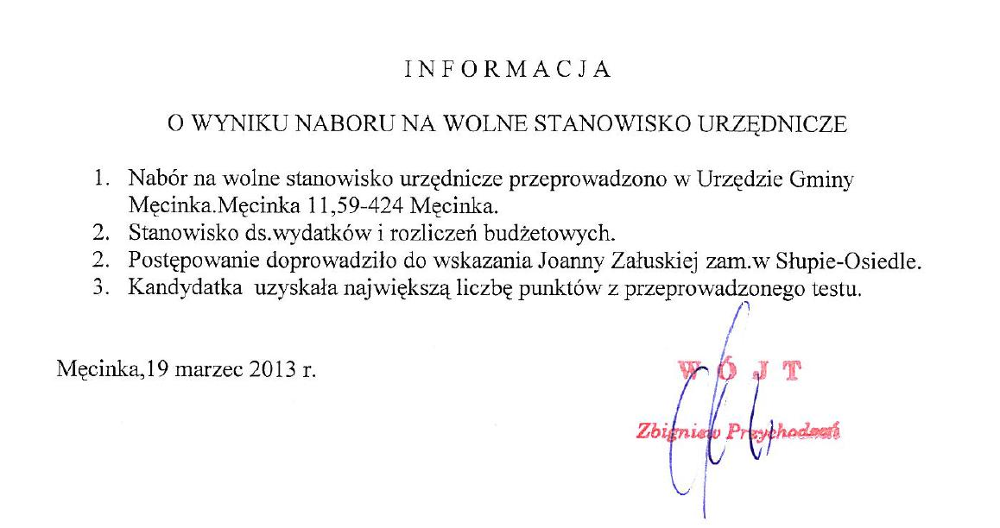 I N F O R M A C J A
O WYNIKU NABORU NA WOLNE STANOWISKO URZĘDNICZE
1. Nabór na wolne stanowisko urzędnicze przeprowadzono w Urzędzie Gminy
Męcinka.Męcinka 11,59-424 Męcinka.
2. Stanowisko ds.wydatków i rozliczeń budżetowych.
2. Postępowanie doprowadziło do wskazania Joanny Załuskiej zam.w Słupie-Osiedle.
3. Kandydatka uzyskała największą liczbę punktów z przeprowadzonego testu.
Męcinka,19 marzec 2013 r.
W Ó J T
Zbigniew Przychodzeń